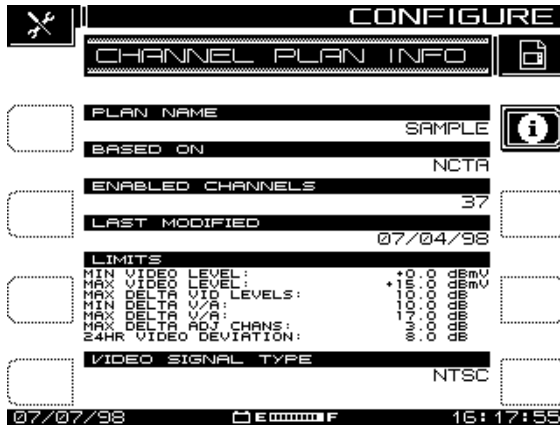 CONFIGURE
CHANNEL PLAN INFO
PLAN NAME
SAMPLE
BASED ON
NCTA
ENABLED CHANNELS
37
LAST MODIFIED
07/04/98
LIMITS
MIN VIDEO LEVEL: +0.0 dBmV
MAX VIDEO LEVEL: +15.0 dBmV
MAX DELTA VID LEVELS: 10.0 dB
MIN DELTA V/A: 10.0 dB
MAX DELTA V/A: 17.0 dB
MAX DELTA ADJ CHANS: 3.0 dB
24HR VIDEO DEVIATION: 8.0 dB
VIDEO SIGNAL TYPE
NTSC
07/07/98 E F 16:17:55